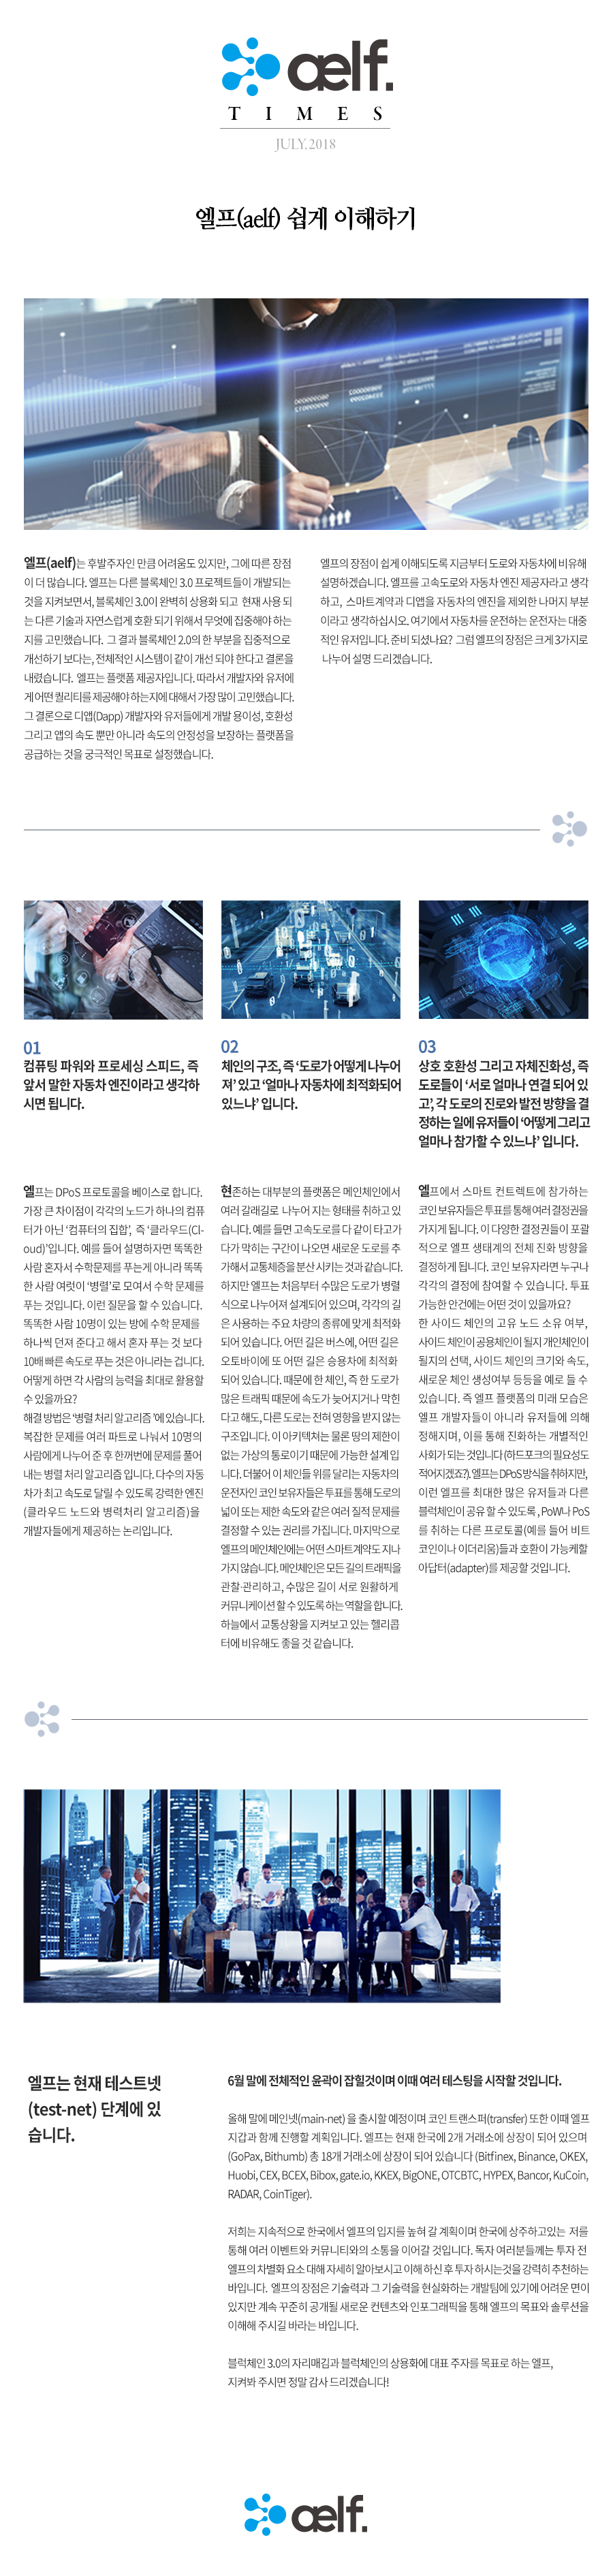 aelf.
TIMES
JULY.2018
엘프(aelf) 쉽게 이해하기
엘프(aelf)는 후발주자인 만큼 어려움도 있지만, 그에 따른 장점
이 더 많습니다. 엘프는 다른 블록체인 3.0 프로젝트들이 개발되는
것을 지켜보면서, 블록체인 3.0이 완벽히 상용화 되고 현재 사용 되
는 다른 기술과 자연스럽게 호환 되기 위해서 무엇에 집중해야 하는
지를 고민했습니다. 그 결과 블록체인 2.0의 한 부분을 집중적으로
개선하기 보다는, 전체적인 시스템이 같이 개선 되야 한다고 결론을
내렸습니다. 엘프는 플랫폼 제공자입니다. 따라서 개발자와 유저에
게 어떤 퀄리티를 제공해야 하는지에 대해서 가장 많이 고민했습니다.
그 결론으로 디앱(Dapp) 개발자와 유저들에게 개발 용이성, 호환성
그리고 앱의 속도 뿐만 아니라 속도의 안정성을 보장하는 플랫폼을
공급하는 것을 궁극적인 목표로 설정했습니다.
엘프의 장점이 쉽게 이해되도록 지금부터 도로와 자동차에 비유해
설명하겠습니다. 엘프를 고속도로와 자동차 엔진 제공자라고 생각
하고, 스마트계약과 디앱을 자동차의 엔진을 제외한 나머지 부분
이라고 생각하십시오. 여기에서 자동차를 운전하는 운전자는 대중
적인 유저입니다. 준비 되셨나요? 그럼 엘프의 장점은 크게 3가지로
나누어 설명 드리겠습니다.
01
컴퓨팅 파워와 프로세싱 스피드, 즉
앞서 말한 자동차 엔진이라고 생각하
시면 됩니다.
엘프는 DPoS 프로토콜을 베이스로 합니다.
가장 큰 차이점이 각각의 노드가 하나의 컴퓨
터가 아닌 ‘컴퓨터의 집합’, 즉 ‘클라우드(Cl-
oud)’입니다. 예를 들어 설명하자면 똑똑한
사람 혼자서 수학문제를 푸는게 아니라 똑똑
한 사람 여럿이 ‘병렬’로 모여서 수학 문제를
푸는 것입니다. 이런 질문을 할 수 있습니다.
똑똑한 사람 10명이 있는 방에 수학 문제를
하나씩 던져 준다고 해서 혼자 푸는 것 보다
10배 빠른 속도로 푸는 것은 아니라는 겁니다.
어떻게 하면 각 사람의 능력을 최대로 활용할
수 있을까요?
해결 방법은 ‘병렬 처리 알고리즘’에 있습니다.
복잡한 문제를 여러 파트로 나눠서 10명의
사람에게 나누어 준 후 한꺼번에 문제를 풀어
내는 병렬 처리 알고리즘 입니다. 다수의 자동
차가 최고 속도로 달릴 수 있도록 강력한 엔진
(클라우드 노드와 병력처리 알고리즘)을
개발자들에게 제공하는 논리입니다.
02
체인의 구조, 즉 ‘도로가 어떻게 나누어
져’ 있고 ‘얼마나 자동차에 최적화되어
있느냐’ 입니다.
현존하는 대부분의 플랫폼은 메인체인에서
여러 갈래길로 나누어 지는 형태를 취하고 있
습니다. 예를 들면 고속도로를 다 같이 타고가
다가 막히는 구간이 나오면 새로운 도로를 추
가해서 교통체증을 분산 시키는 것과 같습니다.
하지만 엘프는 처음부터 수많은 도로가 병렬
식으로 나누어져 설계되어 있으며, 각각의 길
은 사용하는 주요 차량의 종류에 맞게 최적화
되어 있습니다. 어떤 길은 버스에, 어떤 길은
오토바이에 또 어떤 길은 승용차에 최적화
되어 있습니다. 때문에 한 체인, 즉 한 도로가
많은 트래픽 때문에 속도가 늦어지거나 막힌
다고 해도, 다른 도로는 전혀 영향을 받지 않는
구조입니다. 이 아키텍쳐는 물론 땅의 제한이
없는 가상의 통로이기 때문에 가능한 설계 입
니다. 더불어 이 체인들 위를 달리는 자동차의
운전자인 코인 보유자들은 투표를 통해 도로의
넓이 또는 제한 속도와 같은 여러 질적 문제를
결정할 수 있는 권리를 가집니다. 마지막으로
엘프의 메인체인에는 어떤 스마트계약도 지나
가지 않습니다. 메인체인은 모든 길의 트래픽을
관찰·관리하고, 수많은 길이 서로 원활하게
커뮤니케이션 할 수 있도록 하는 역할을 합니다.
하늘에서 교통상황을 지켜보고 있는 헬리콥
터에 비유해도 좋을 것 같습니다.
03
상호 호환성 그리고 자체진화성, 즉
도로들이 ‘서로 얼마나 연결 되어 있
고’, 각 도로의 진로와 발전 방향을 결
정하는 일에 유저들이 ‘어떻게 그리고
얼마나 참가할 수 있느냐’ 입니다.
엘프에서 스마트 컨트렉트에 참가하는
코인 보유자들은 투표를 통해 여러 결정권을
가지게 됩니다. 이 다양한 결정권들이 포괄
적으로 엘프 생태계의 전체 진화 방향을
결정하게 됩니다. 코인 보유자라면 누구나
각각의 결정에 참여할 수 있습니다. 투표
가능한 안건에는 어떤 것이 있을까요?
한 사이드 체인의 고유 노드 소유 여부,
사이드 체인이 공용체인이 될지 개인체인이
될지의 선택, 사이드 체인의 크기와 속도,
새로운 체인 생성여부 등등을 예로 들 수
있습니다. 즉 엘프 플랫폼의 미래 모습은
엘프 개발자들이 아니라 유저들에 의해
정해지며, 이를 통해 진화하는 개별적인
사회가 되는 것입니다 (하드포크의 필요성도
적어지겠죠?). 엘프는 DPoS 방식을 취하지만,
이런 엘프를 최대한 많은 유저들과 다른
블럭체인이 공유 할 수 있도록 , PoW나 PoS
를 취하는 다른 프로토콜(예를 들어 비트
코인이나 이더리움)들과 호환이 가능케할
아답터(adapter)를 제공할 것입니다.
엘프는 현재 테스트넷
(test-net) 단계에 있
습니다.
6월 말에 전체적인 윤곽이 잡힐것이며 이때 여러 테스팅을 시작할 것입니다.
올해 말에 메인넷(main-net) 을 출시할 예정이며 코인 트랜스퍼(transfer) 또한 이때 엘프
지갑과 함께 진행할 계획입니다. 엘프는 현재 한국에 2개 거래소에 상장이 되어 있으며
(GoPax, Bithumb) 총 18개 거래소에 상장이 되어 있습니다 (Bitfinex, Binance, OKEX,
Huobi, CEX, BCEX, Bibox, gate.io, KKEX, BigONE, OTCBTC, HYPEX, Bancor, KuCoin,
RADAR, CoinTiger).
저희는 지속적으로 한국에서 엘프의 입지를 높혀 갈 계획이며 한국에 상주하고있는 저를
통해 여러 이벤트와 커뮤니티와의 소통을 이어갈 것입니다. 독자 여러분들께는 투자 전
엘프의 차별화 요소 대해 자세히 알아보시고 이해 하신 후 투자 하시는것을 강력히 추천하는
바입니다. 엘프의 장점은 기술력과 그 기술력을 현실화하는 개발팀에 있기에 어려운 면이
있지만 계속 꾸준히 공개될 새로운 컨텐츠와 인포그래픽을 통해 엘프의 목표와 솔루션을
이해해 주시길 바라는 바입니다.
블럭체인 3.0의 자리매김과 블럭체인의 상용화에 대표 주자를 목표로 하는 엘프,
지켜봐 주시면 정말 감사 드리겠습니다!
aelf.